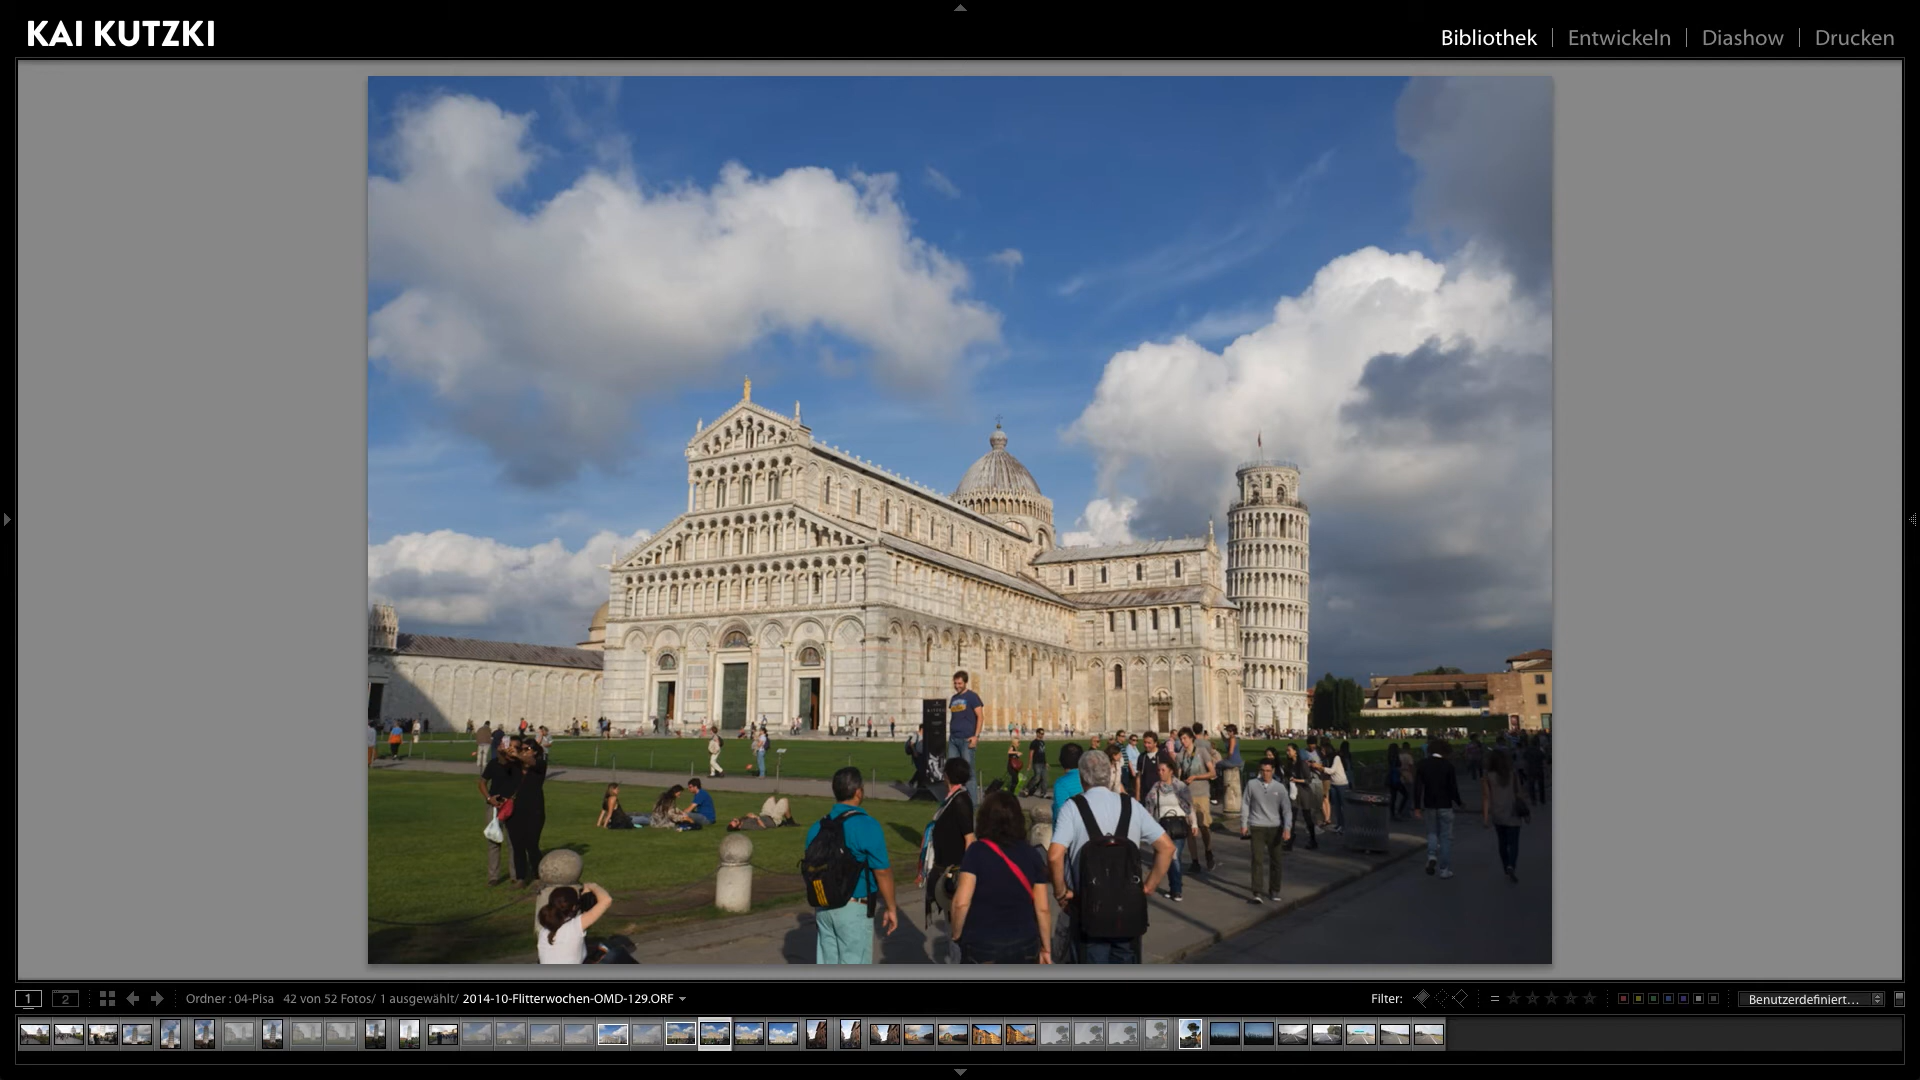 KAI KUTZKI
Bibliothek | Entwickeln | Diashow | Drucken
1 2 Ordner : 04-Pisa 42 von 52 Fotos/ 1 ausgewählt/ 2014-10-Flitterwochen-OMD-129.ORF Filter: Benutzerdefiniert…